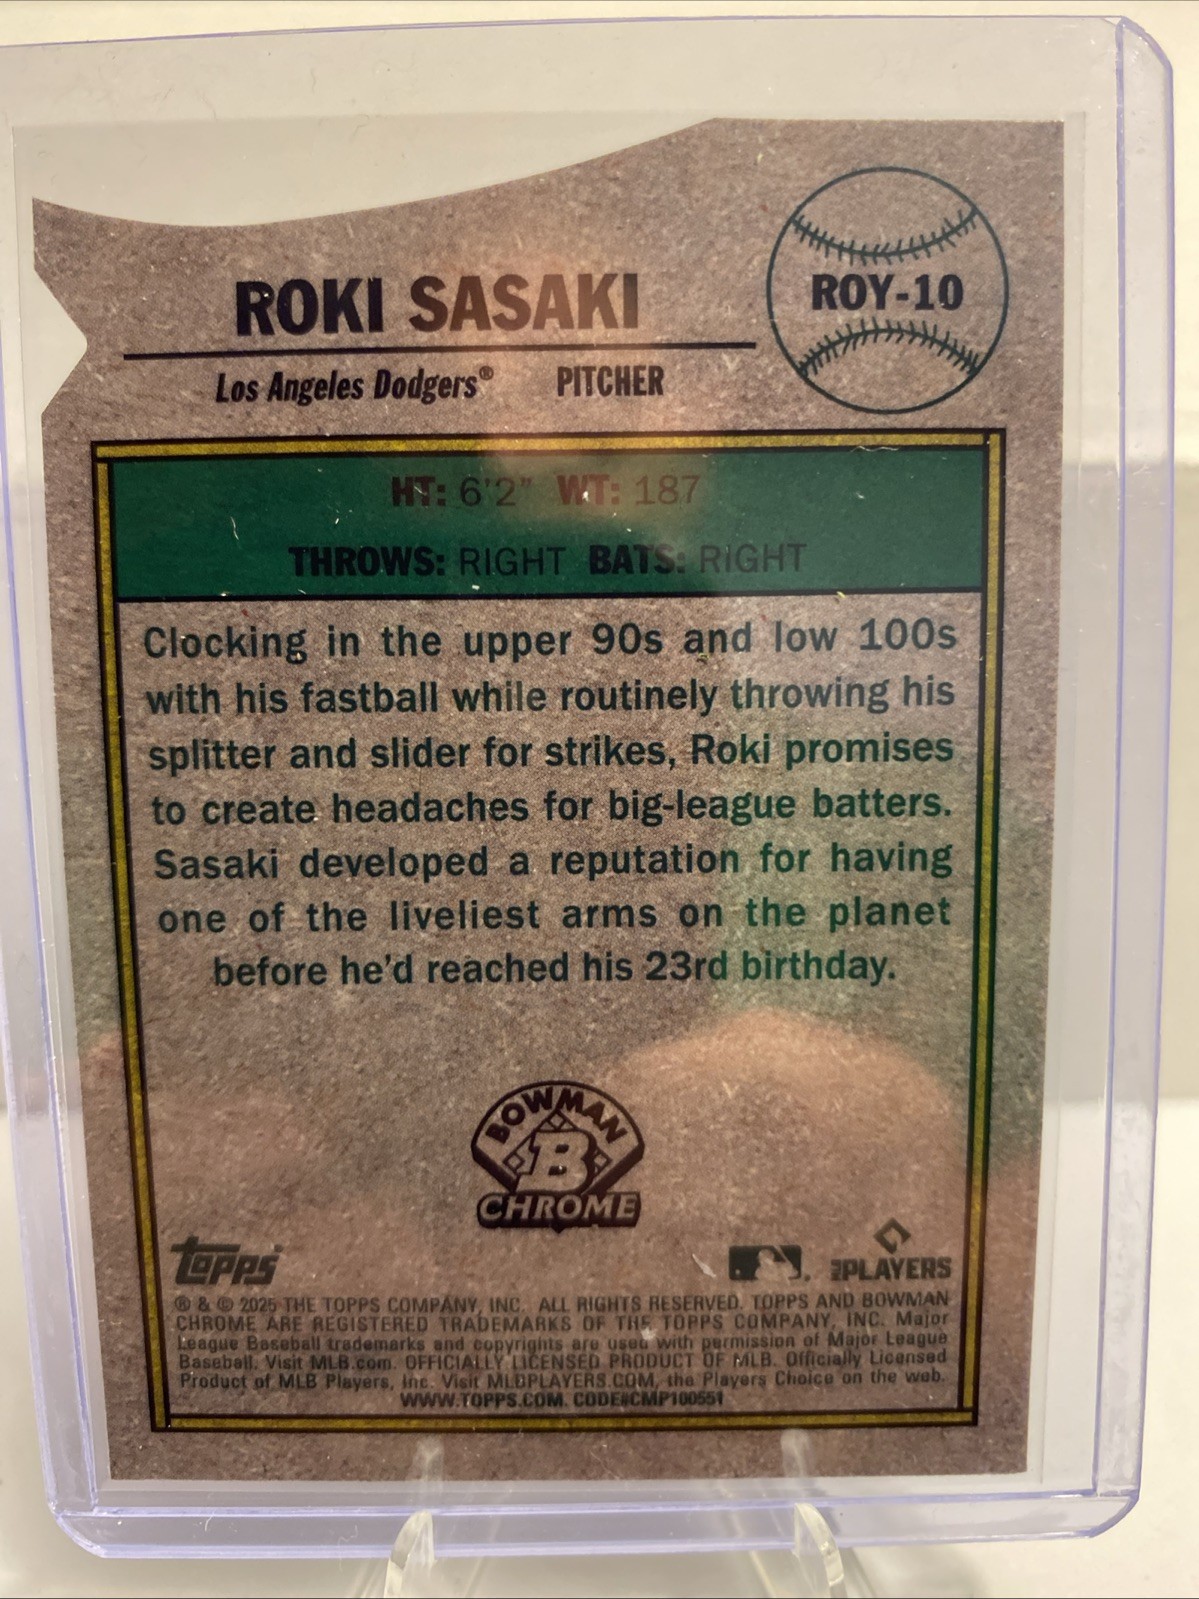 ROY-10
ROKI SASAKI
Los Angeles Dodgers® PITCHER
HT: 6'2" WT: 187
THROWS: RIGHT BATS: RIGHT
Clocking in the upper 90s and low 100s
with his fastball while routinely throwing his
splitter and slider for strikes, Roki promises
to create headaches for big-league batters.
Sasaki developed a reputation for having
one of the liveliest arms on the planet
before he'd reached his 23rd birthday.
BOWMAN
B
CHROME
TOPPS
MLB PLAYERS
® & © 2025 THE TOPPS COMPANY, INC. ALL RIGHTS RESERVED. TOPPS AND BOWMAN
CHROME ARE REGISTERED TRADEMARKS OF THE TOPPS COMPANY, INC. Major
League Baseball trademarks and copyrights are used with permission of Major League
Baseball. Visit MLB.com. OFFICIALLY LICENSED PRODUCT OF MLB. Officially Licensed
Product of MLB Players, Inc. Visit MLBPLAYERS.COM, the Players Choice on the web.
WWW.TOPPS.COM. CODE#CMP100551